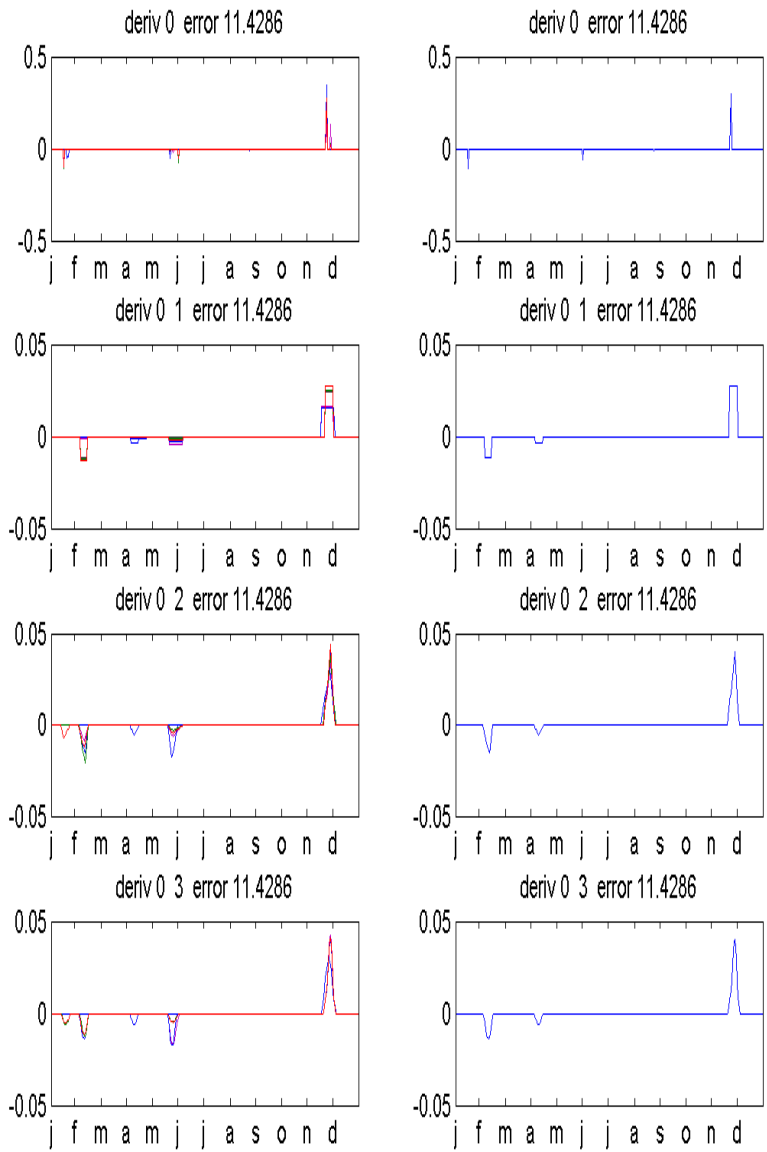 deriv 0 error 11.4286
0.5
0
-0.5
j f m a m j j a s o n d
deriv 0 error 11.4286
0.5
0
-0.5
j f m a m j j a s o n d
deriv 0 1 error 11.4286
0.05
0
-0.05
j f m a m j j a s o n d
deriv 0 1 error 11.4286
0.05
0
-0.05
j f m a m j j a s o n d
deriv 0 2 error 11.4286
0.05
0
-0.05
j f m a m j j a s o n d
deriv 0 2 error 11.4286
0.05
0
-0.05
j f m a m j j a s o n d
deriv 0 3 error 11.4286
0.05
0
-0.05
j f m a m j j a s o n d
deriv 0 3 error 11.4286
0.05
0
-0.05
j f m a m j j a s o n d